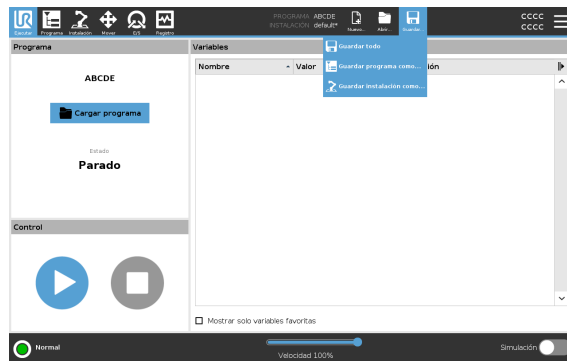 UR
PROGRAMA ABCDE
INSTALACIÓN default*
CCCC
CCCC
Ejecutar Programa Instalación Mover E/S Registro
Nuevo... Abrir... Guardar...
Programa
Variables
Guardar todo
Guardar programa como...
Guardar instalación como...
Nombre Valor ión
ABCDE
Cargar programa
Estado
Parado
Control
Mostrar solo variables favoritas
Normal
Velocidad 100%
Simulación